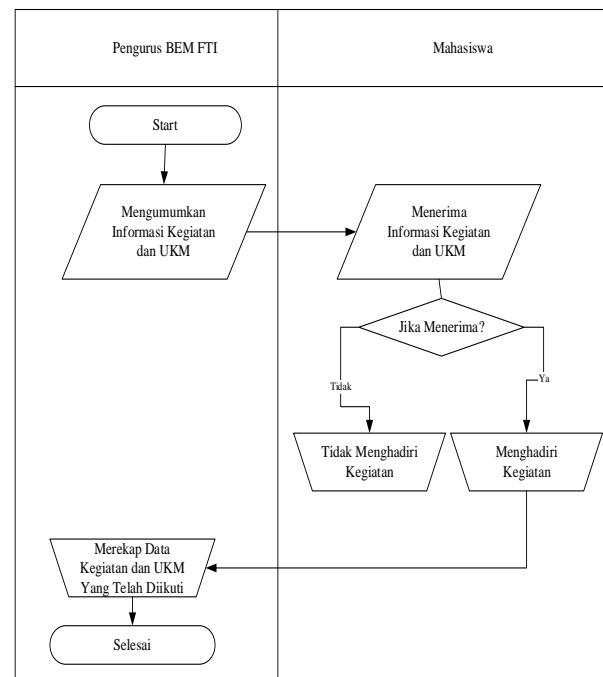 Pengurus BEM FTI
Mahasiswa
Start
Mengumumkan
Informasi Kegiatan
dan UKM
Menerima
Informasi Kegiatan
dan UKM
Jika Menerima?
Tidak
Ya
Tidak Menghadiri
Kegiatan
Menghadiri
Kegiatan
Merekap Data
Kegiatan dan UKM
Yang Telah Diikuti
Selesai